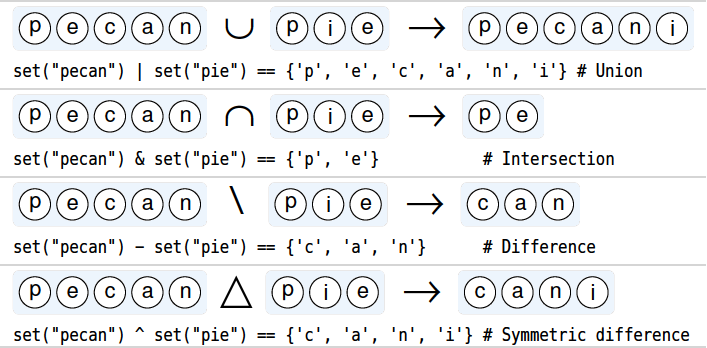 p e c a n ∪ p i e → p e c a n i
set("pecan") | set("pie") == {'p', 'e', 'c', 'a', 'n', 'i'} # Union
p e c a n ∩ p i e → p e
set("pecan") & set("pie") == {'p', 'e'} # Intersection
p e c a n \ p i e → c a n
set("pecan") − set("pie") == {'c', 'a', 'n'} # Difference
p e c a n △ p i e → c a n i
set("pecan") ^ set("pie") == {'c', 'a', 'n', 'i'} # Symmetric difference